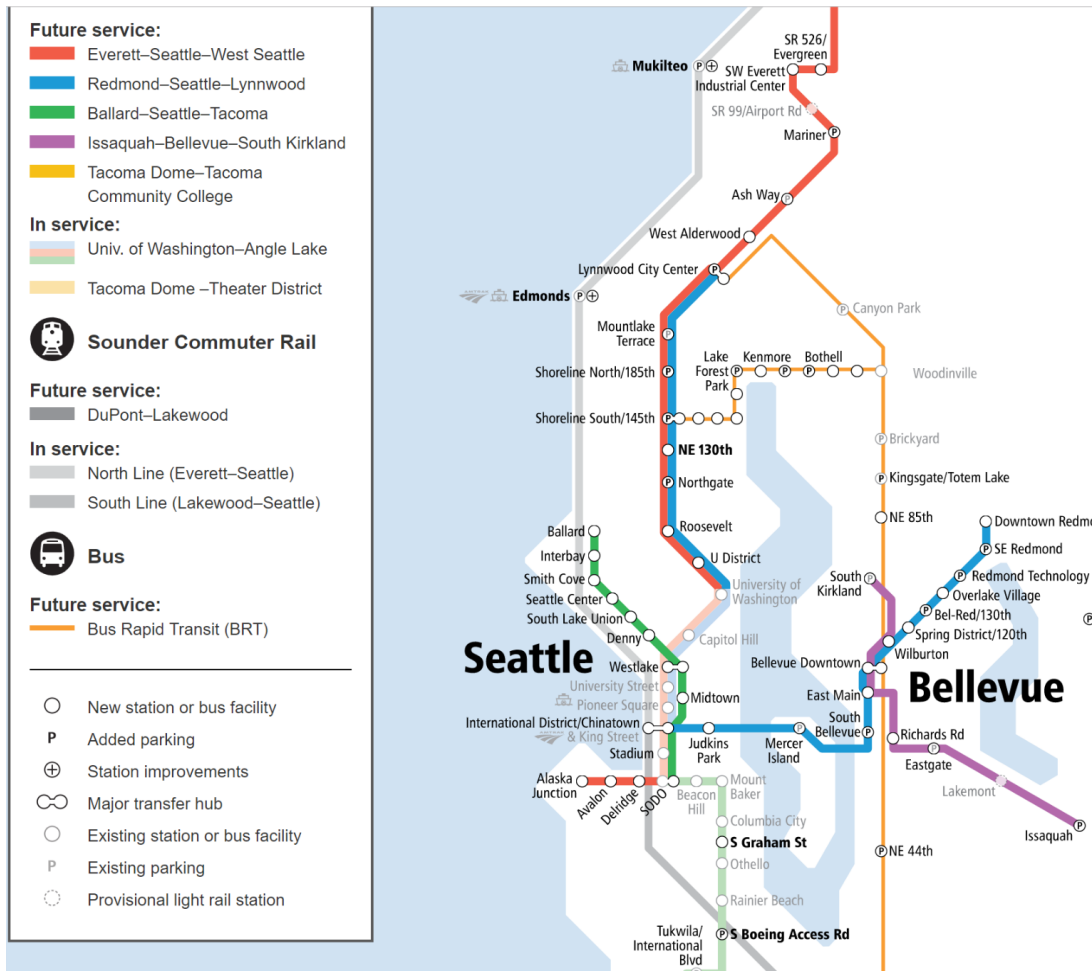 Future service:
Everett–Seattle–West Seattle
Redmond–Seattle–Lynnwood
Ballard–Seattle–Tacoma
Issaquah–Bellevue–South Kirkland
Tacoma Dome–Tacoma
Community College
In service:
Univ. of Washington–Angle Lake
Tacoma Dome –Theater District
Sounder Commuter Rail
Future service:
DuPont–Lakewood
In service:
North Line (Everett–Seattle)
South Line (Lakewood–Seattle)
Bus
Future service:
Bus Rapid Transit (BRT)
New station or bus facility
P Added parking
Station improvements
Major transfer hub
Existing station or bus facility
P Existing parking
Provisional light rail station
SR 526/
Evergreen
Mukilteo P
SW Everett
Industrial Center
SR 99/Airport Rd
Mariner P
Ash Way P
West Alderwood
Lynnwood City Center P
Edmonds P
Canyon Park P
Mountlake
Terrace P
Shoreline North/185th P
Lake
Forest
Park P
Kenmore P
Bothell P
Woodinville
Shoreline South/145th P
NE 130th
Brickyard P
Northgate P
Kingsgate/Totem Lake P
Roosevelt
NE 85th
Downtown Redmo
Ballard
Interbay
U District
SE Redmond P
Smith Cove
University of
Washington
South
Kirkland P
Redmond Technology P
Seattle Center
Overlake Village
South Lake Union
Bel-Red/130th P
P
Denny
Capitol Hill
Spring District/120th
Wilburton
Seattle
Westlake
Bellevue Downtown
University Street
Midtown
East Main
Bellevue
Pioneer Square
International District/Chinatown
& King Street
Judkins
Park
Mercer
Island P
South
Bellevue P
Richards Rd
Stadium
Eastgate P
Alaska
Junction
Avalon
Delridge
SODO
Beacon
Hill
Mount
Baker
Lakemont
Columbia City
Issaquah P
S Graham St
NE 44th P
Othello
Rainier Beach
Tukwila/
International
Blvd P
S Boeing Access Rd P